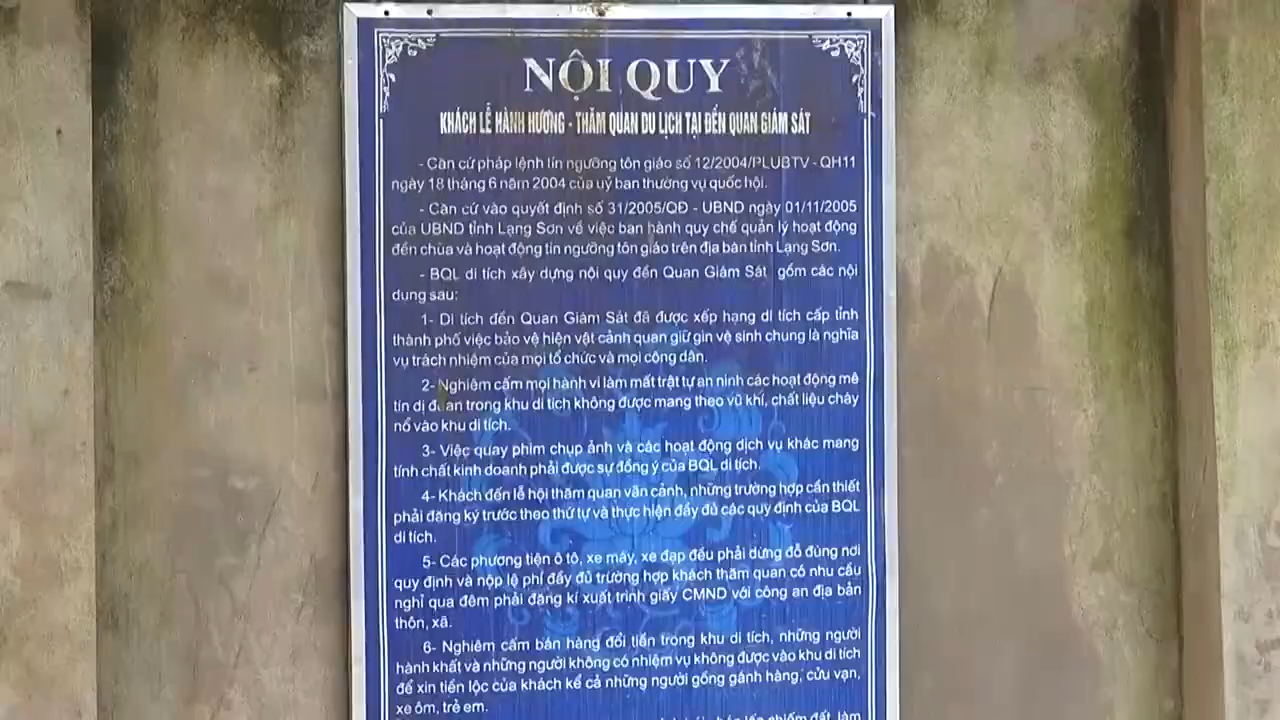 NỘI QUY
KHÁCH LỄ HÀNH HƯƠNG - THĂM QUAN DU LỊCH TẠI ĐỀN QUAN GIÁM SÁT
- Căn cứ pháp lệnh tín ngưỡng tôn giáo số 12/2004/PLUBTV - QH11
ngày 18 tháng 6 năm 2004 của uỷ ban thường vụ quốc hội.
- Căn cứ vào quyết định số 31/2005/QĐ - UBND ngày 01/11/2005
của UBND tỉnh Lạng Sơn về việc ban hành quy chế quản lý hoạt động
đền chùa và hoạt động tín ngưỡng tôn giáo trên địa bàn tỉnh Lạng Sơn.
- BQL di tích xây dựng nội quy đền Quan Giám Sát gồm các nội
dung sau:
1- Di tích đền Quan Giám Sát đã được xếp hạng di tích cấp tỉnh
thành phố việc bảo vệ hiện vật cảnh quan giữ gìn vệ sinh chung là nghĩa
vụ trách nhiệm của mọi tổ chức và mọi công dân.
2- Nghiêm cấm mọi hành vi làm mất trật tự an ninh các hoạt động mê
tín dị đoan trong khu di tích không được mang theo vũ khí, chất liệu cháy
nổ vào khu di tích.
3- Việc quay phim chụp ảnh và các hoạt động dịch vụ khác mang
tính chất kinh doanh phải được sự đồng ý của BQL di tích.
4- Khách đến lễ hội thăm quan vãn cảnh, những trường hợp cần thiết
phải đăng ký trước theo thứ tự và thực hiện đầy đủ các quy định của BQL
di tích.
5- Các phương tiện ô tô, xe máy, xe đạp đều phải dừng đỗ đúng nơi
quy định và nộp lệ phí đầy đủ trường hợp khách thăm quan có nhu cầu
nghỉ qua đêm phải đăng kí xuất trình giấy CMND với công an địa bàn
thôn, xã.
6- Nghiêm cấm bán hàng đổi tiền trong khu di tích, những người
hành khất và những người không có nhiệm vụ không được vào khu di tích
để xin tiền lộc của khách kể cả những người gồng gánh hàng, cửu vạn,
xe ôm, trẻ em.
lấn chiếm đất, làm